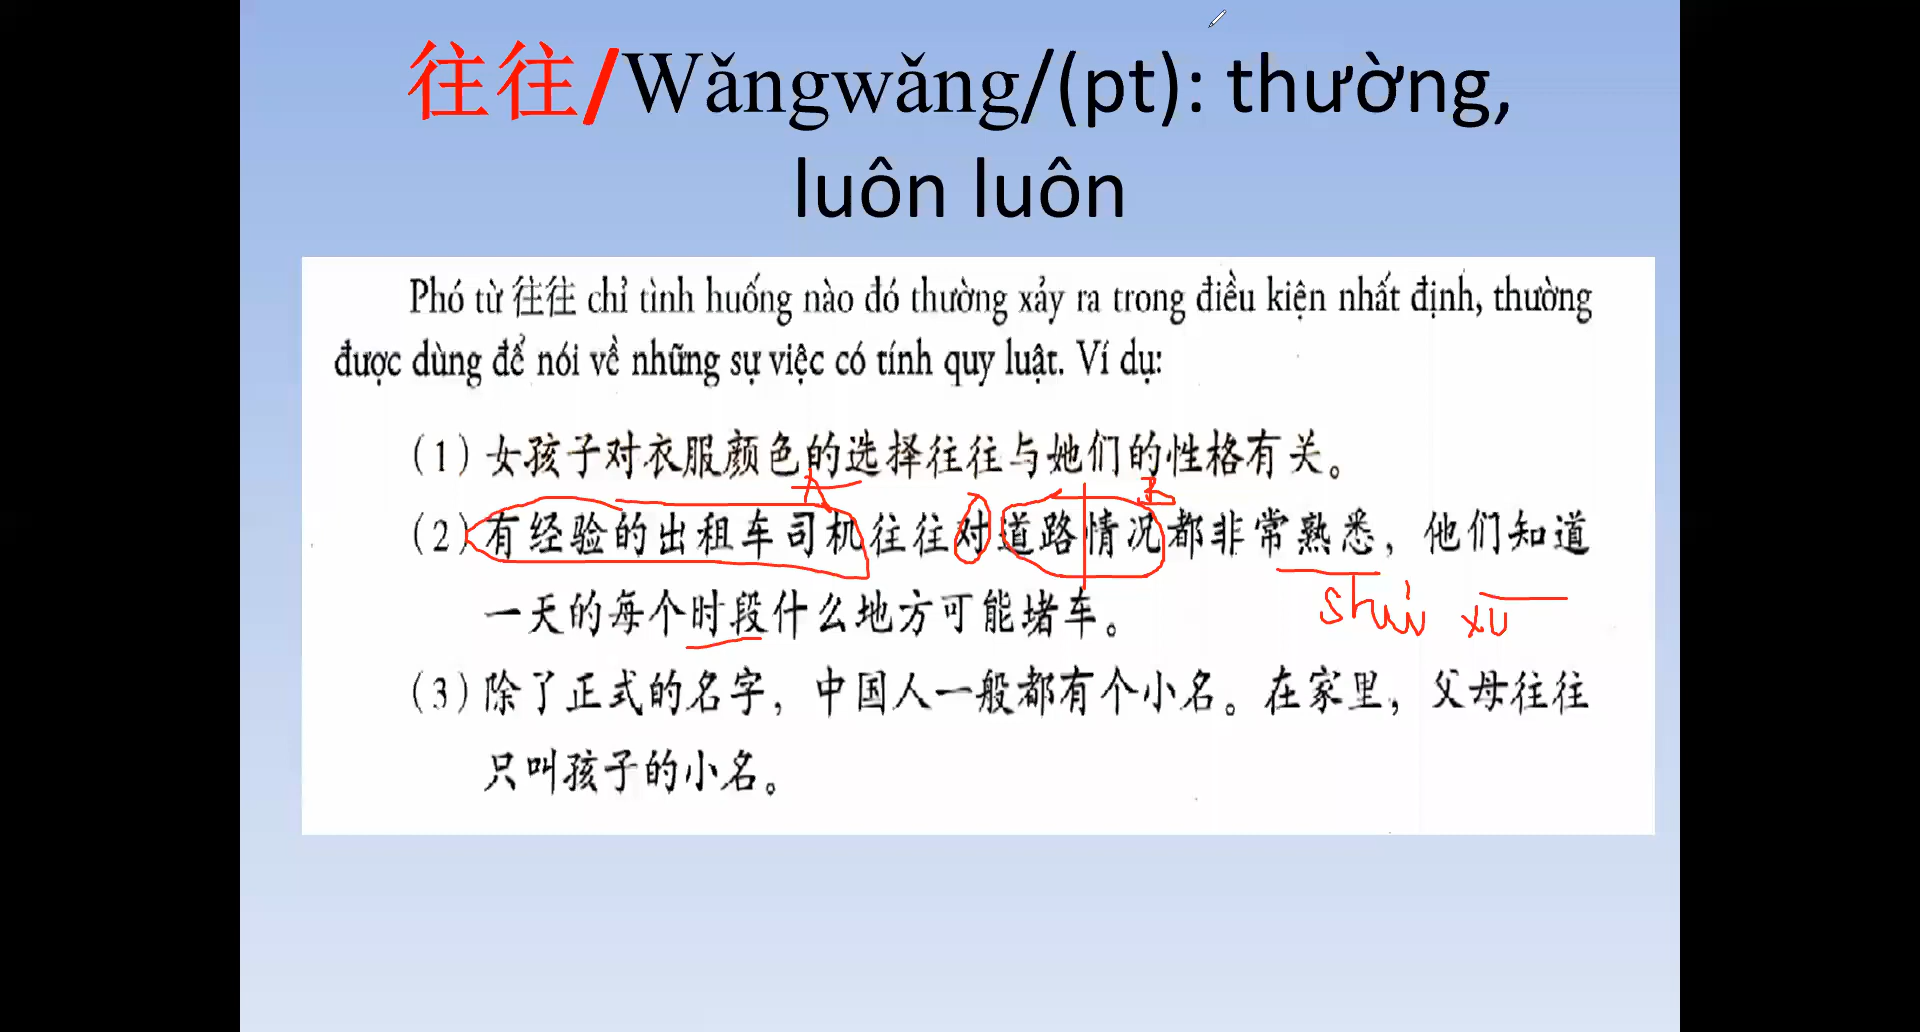 往往/Wǎngwǎng/(pt): thường,
luôn luôn
Phó từ 往往 chỉ tình huống nào đó thường xảy ra trong điều kiện nhất định, thường
được dùng để nói về những sự việc có tính quy luật. Ví dụ:
(1) 女孩子对衣服颜色的选择往往与她们的性格有关。
A B
(2) 有经验的出租车司机往往对道路情况都非常熟悉，他们知道
一天的每个时段什么地方可能堵车。
shú xī
(3) 除了正式的名字，中国人一般都有个小名。在家里，父母往往
只叫孩子的小名。